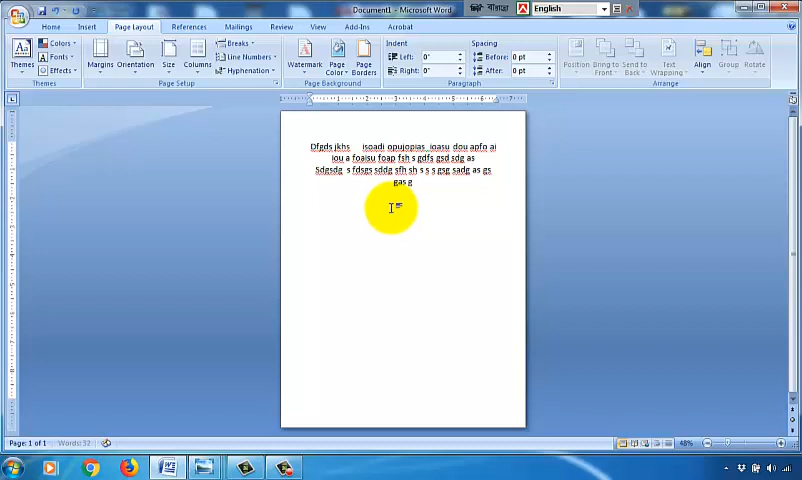 Document1 - Microsoft Word
English
Home Insert Page Layout References Mailings Review View Add-Ins Acrobat
Themes
Colors
Fonts
Effects
Themes
Margins Orientation Size Columns
Breaks
Line Numbers
Hyphenation
Page Setup
Watermark Page Color Page Borders
Page Background
Indent
Left: 0"
Right: 0"
Spacing
Before: 0 pt
After: 0 pt
Paragraph
Position Bring to Front Send to Back Text Wrapping Align Group Rotate
Arrange
Dfgds jkhs isoadi opujopias ioasu dou apfo ai
iou a foaisu foap fsh s gdfs gsd sdg as
Sdgsdg s fdsgs sddg sfh sh s s s gsg sadg as gs
gas g
Page: 1 of 1 Words: 32 48%